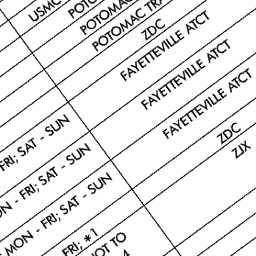 USMC
POTOMAC
POTOMAC TRA
ZDC
FAYETTEVILLE ATCT
FRI; SAT - SUN FAYETTEVILLE ATCT
ON - FRI; SAT - SUN FAYETTEVILLE ATCT
MON - FRI; SAT - SUN ZDC
FRI; *1 ZJX
NOT TO